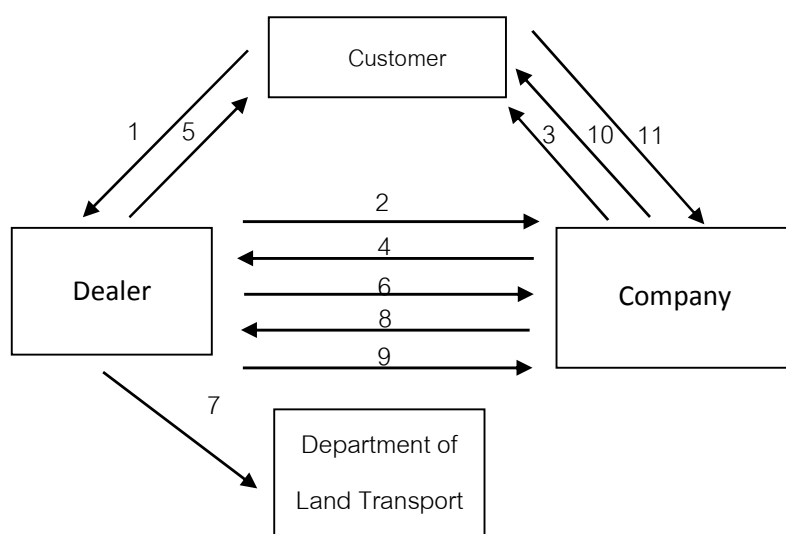 Customer
1
5
3
10
11
2
4
6
8
9
Dealer
Company
7
Department of
Land Transport